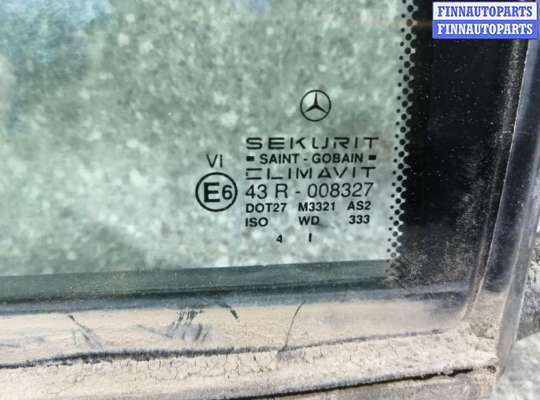 FINNAUTOPARTS
FINNAUTOPARTS
SEKURIT
SAINT - GOBAIN
CLIMAVIT
VI
E6 43 R - 008327
DOT27 M3321 AS2
ISO WD 333
4 I